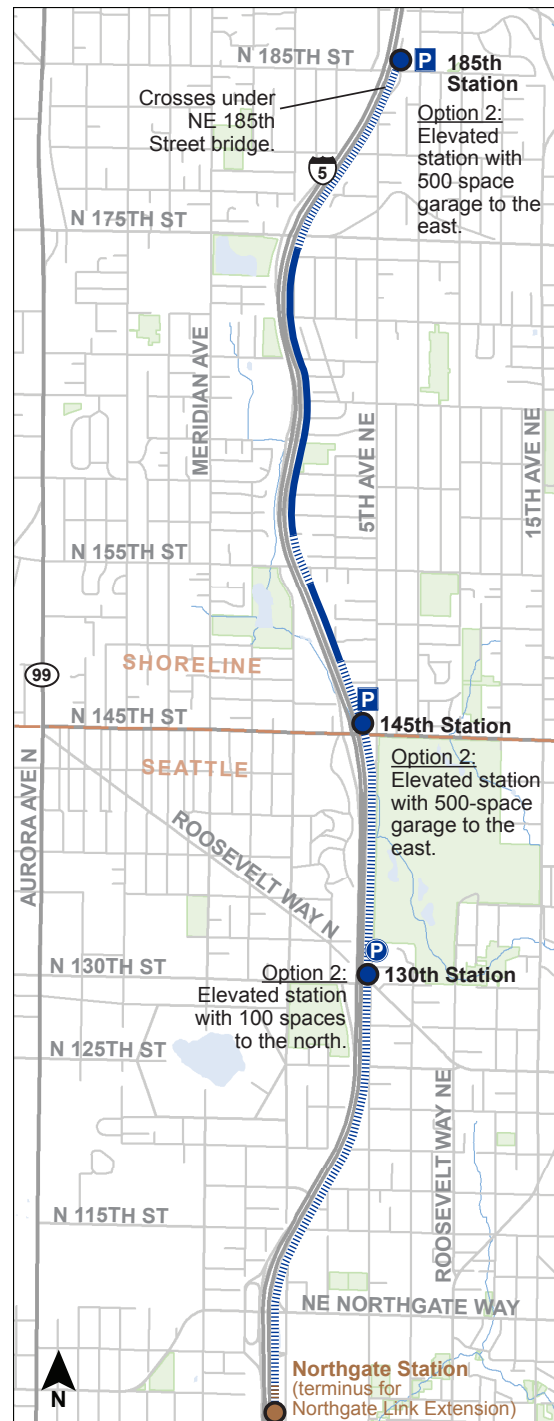 N 185TH ST
P
185th
Station
Crosses under
NE 185th
Street bridge.
Option 2:
Elevated
station with
500 space
garage to the
east.
5
N 175TH ST
MERIDIAN AVE
5TH AVE NE
15TH AVE NE
N 155TH ST
SHORELINE
99
P
N 145TH ST
145th Station
SEATTLE
Option 2:
Elevated station
with 500-space
garage to the
east.
AURORA AVE N
ROOSEVELT WAY N
P
N 130TH ST
130th Station
Option 2:
Elevated station
with 100 spaces
to the north.
N 125TH ST
ROOSEVELT WAY NE
N 115TH ST
NE NORTHGATE WAY
N
Northgate Station
(terminus for
Northgate Link Extension)